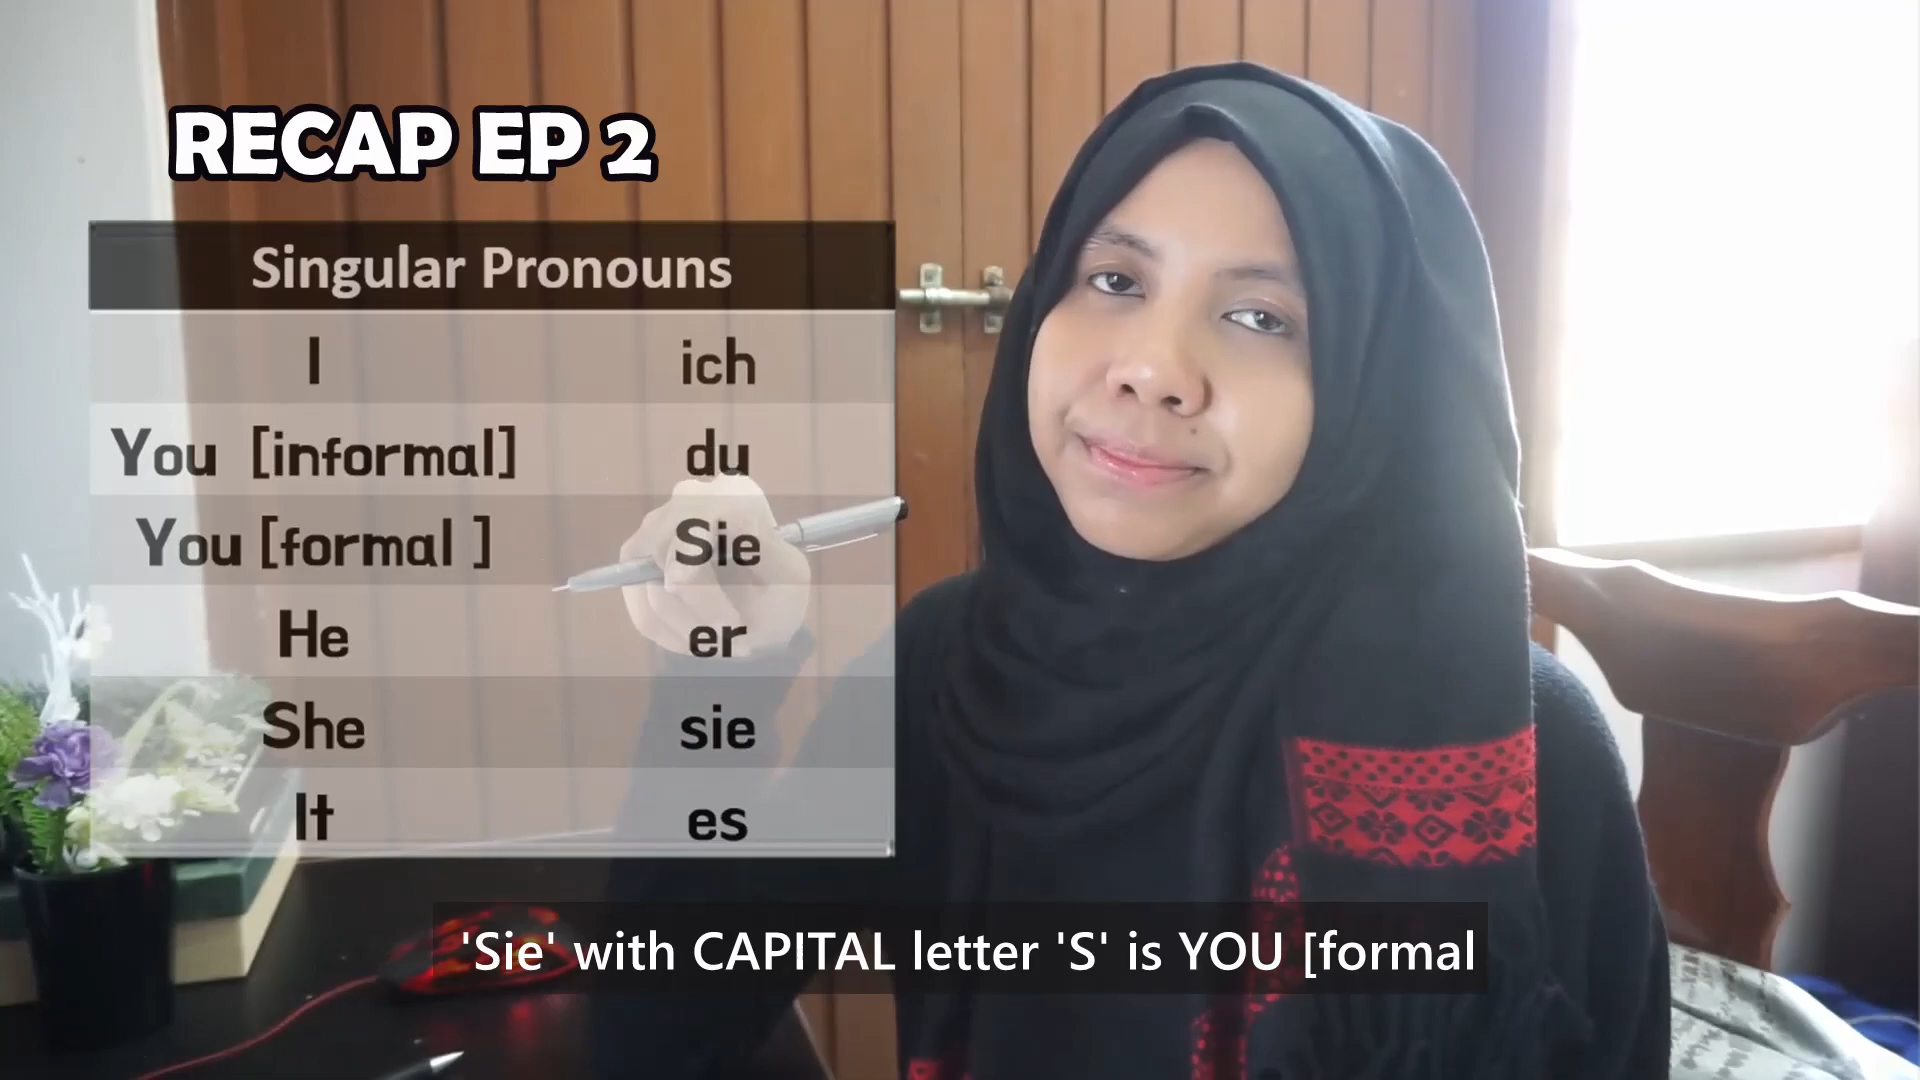 RECAP EP 2
Singular Pronouns
I ich
You [informal] du
You [formal ] Sie
He er
She sie
It es
'Sie' with CAPITAL letter 'S' is YOU [formal